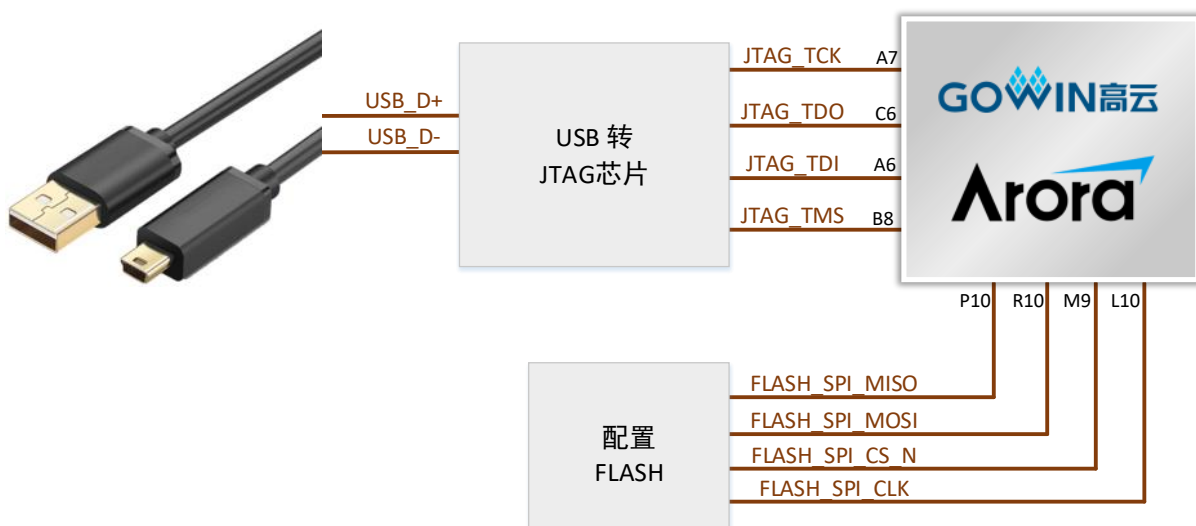 USB_D+
USB_D-
USB 转
JTAG芯片
JTAG_TCK A7
JTAG_TDO C6
JTAG_TDI A6
JTAG_TMS B8
GOWIN高云
Arora
P10 R10 M9 L10
配置
FLASH
FLASH_SPI_MISO
FLASH_SPI_MOSI
FLASH_SPI_CS_N
FLASH_SPI_CLK